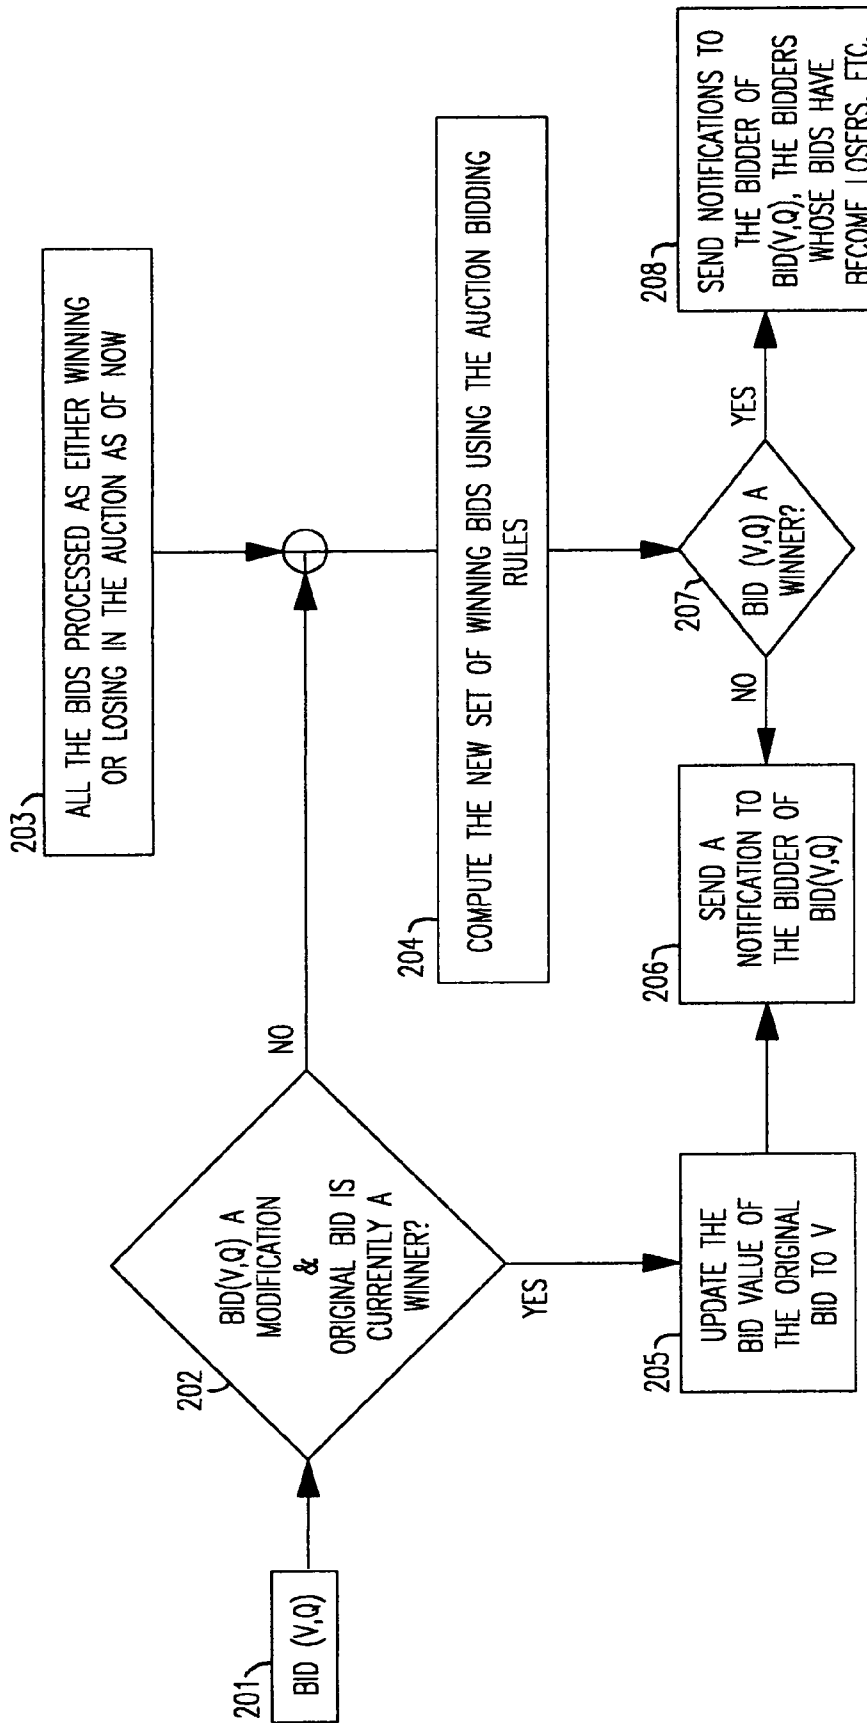 201
BID (V,Q)
202
BID(V,Q) A
MODIFICATION
&
ORIGINAL BID IS
CURRENTLY A
WINNER?
NO
YES
203
ALL THE BIDS PROCESSED AS EITHER WINNING
OR LOSING IN THE AUCTION AS OF NOW
204
COMPUTE THE NEW SET OF WINNING BIDS USING THE AUCTION BIDDING
RULES
205
UPDATE THE
BID VALUE OF
THE ORIGINAL
BID TO V
206
SEND A
NOTIFICATION TO
THE BIDDER OF
BID(V,Q)
NO
207
BID (V,Q) A
WINNER?
YES
208
SEND NOTIFICATIONS TO
THE BIDDER OF
BID(V,Q), THE BIDDERS
WHOSE BIDS HAVE
BECOME LOSERS, ETC.